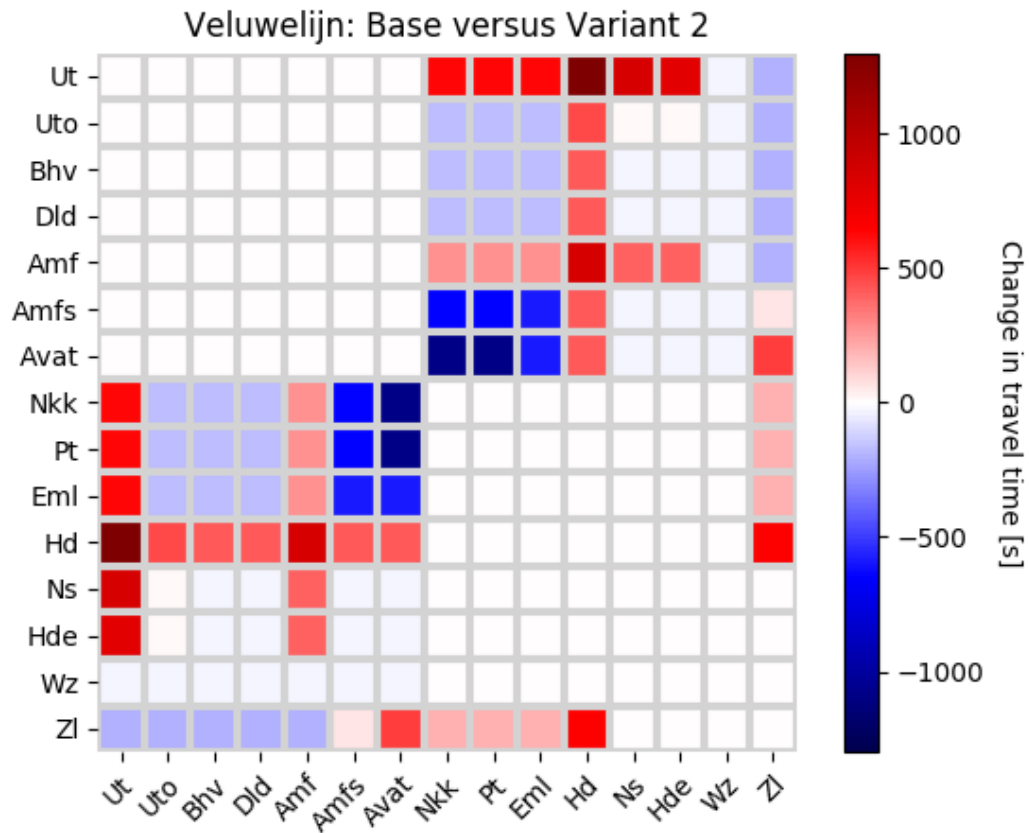 Veluwelijn: Base versus Variant 2
Ut
Uto
Bhv
Dld
Amf
Amfs
Avat
Nkk
Pt
Eml
Hd
Ns
Hde
Wz
Zl
Ut
Uto
Bhv
Dld
Amf
Amfs
Avat
Nkk
Pt
Eml
Hd
Ns
Hde
Wz
Zl
1000
500
0
−500
−1000
Change in travel time [s]